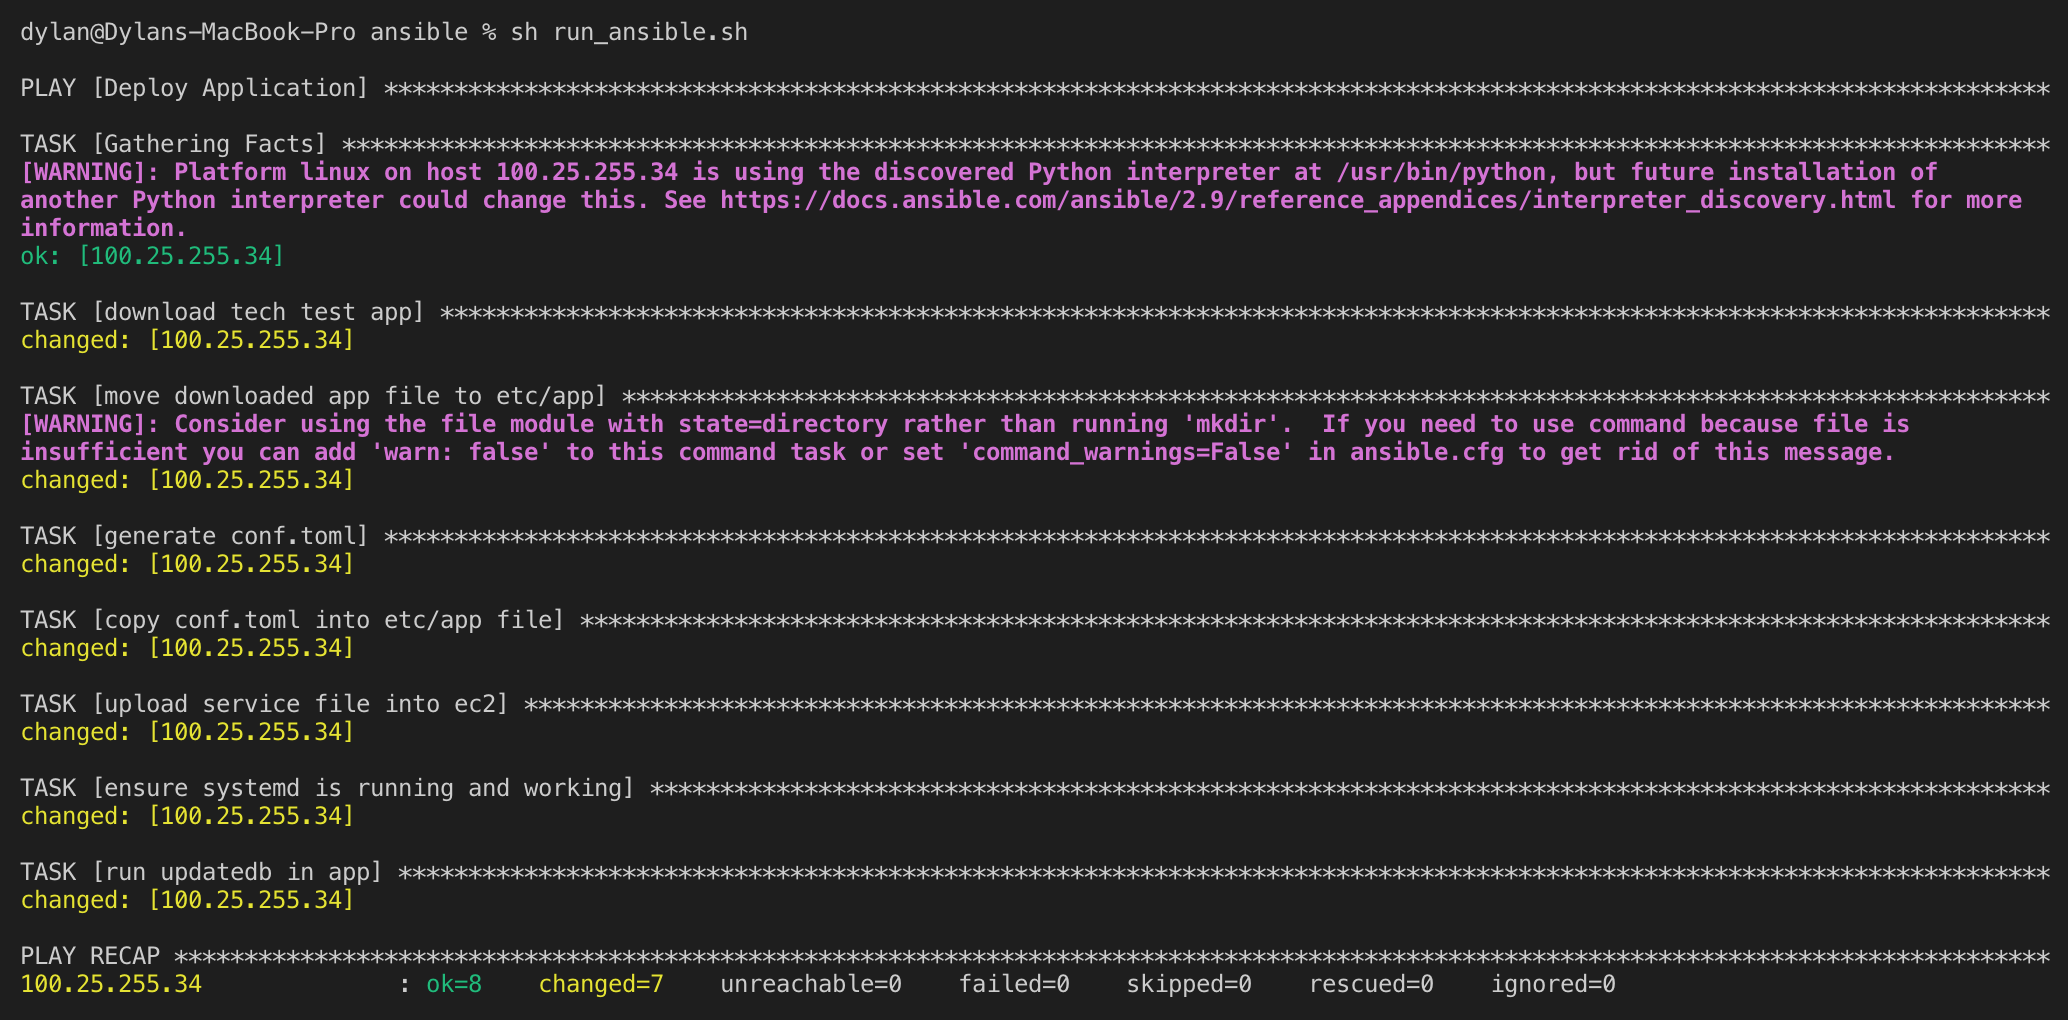 dylan@Dylans-MacBook-Pro ansible % sh run_ansible.sh
PLAY [Deploy Application] ***********************************************************************************************************************
TASK [Gathering Facts] **************************************************************************************************************************
[WARNING]: Platform linux on host 100.25.255.34 is using the discovered Python interpreter at /usr/bin/python, but future installation of
another Python interpreter could change this. See https://docs.ansible.com/ansible/2.9/reference_appendices/interpreter_discovery.html for more
information.
ok: [100.25.255.34]
TASK [download tech test app] *******************************************************************************************************************
changed: [100.25.255.34]
TASK [move downloaded app file to etc/app] ******************************************************************************************************
[WARNING]: Consider using the file module with state=directory rather than running 'mkdir'.  If you need to use command because file is
insufficient you can add 'warn: false' to this command task or set 'command_warnings=False' in ansible.cfg to get rid of this message.
changed: [100.25.255.34]
TASK [generate conf.toml] ***********************************************************************************************************************
changed: [100.25.255.34]
TASK [copy conf.toml into etc/app file] *********************************************************************************************************
changed: [100.25.255.34]
TASK [upload service file into ec2] *************************************************************************************************************
changed: [100.25.255.34]
TASK [ensure systemd is running and working] ****************************************************************************************************
changed: [100.25.255.34]
TASK [run updatedb in app] **********************************************************************************************************************
changed: [100.25.255.34]
PLAY RECAP **************************************************************************************************************************************
100.25.255.34              : ok=8    changed=7    unreachable=0    failed=0    skipped=0    rescued=0    ignored=0